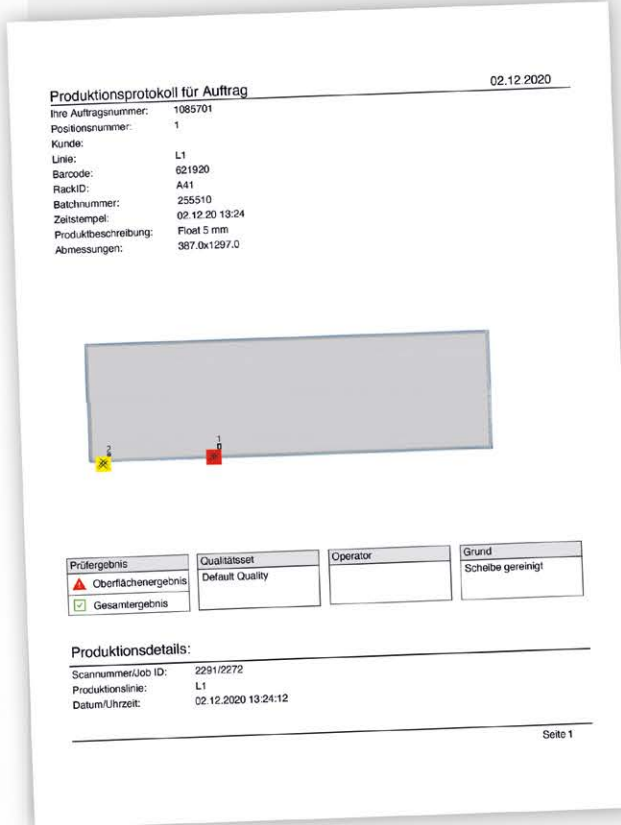 Produktionsprotokoll für Auftrag 02.12.2020
Ihre Auftragsnummer: 1085701
Positionsnummer: 1
Kunde:
Linie: L1
Barcode: 621920
RackID: A41
Batchnummer: 255510
Zeitstempel: 02.12.20 13:24
Produktbeschreibung: Float 5 mm
Abmessungen: 387.0x1297.0
2 1
Prüfergebnis Qualitätsset Operator Grund
Oberflächenergebnis Default Quality Scheibe gereinigt
Gesamtergebnis
Produktionsdetails:
Scannummer/Job ID: 2291/2272
Produktionslinie: L1
Datum/Uhrzeit: 02.12.2020 13:24:12
Seite 1